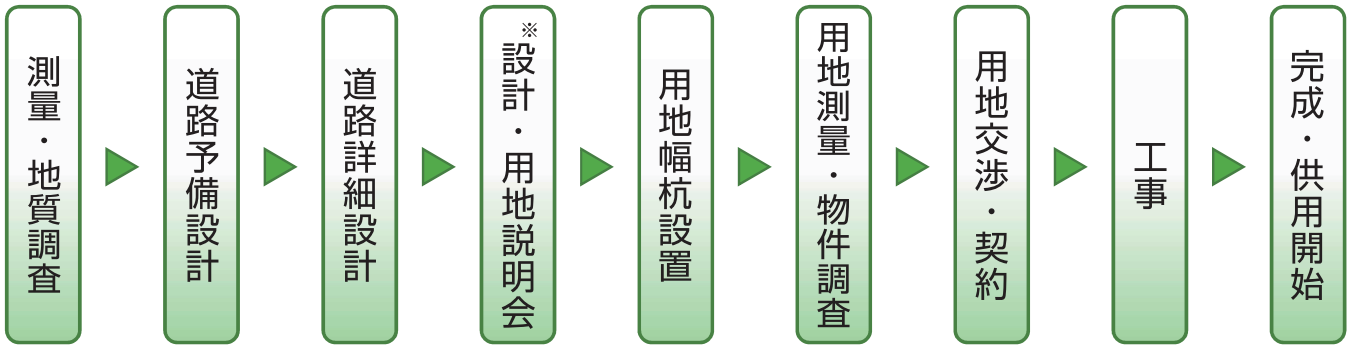 測量・地質調査
道路予備設計
道路詳細設計
※設計・用地説明会
用地幅杭設置
用地測量・物件調査
用地交渉・契約
工事
完成・供用開始